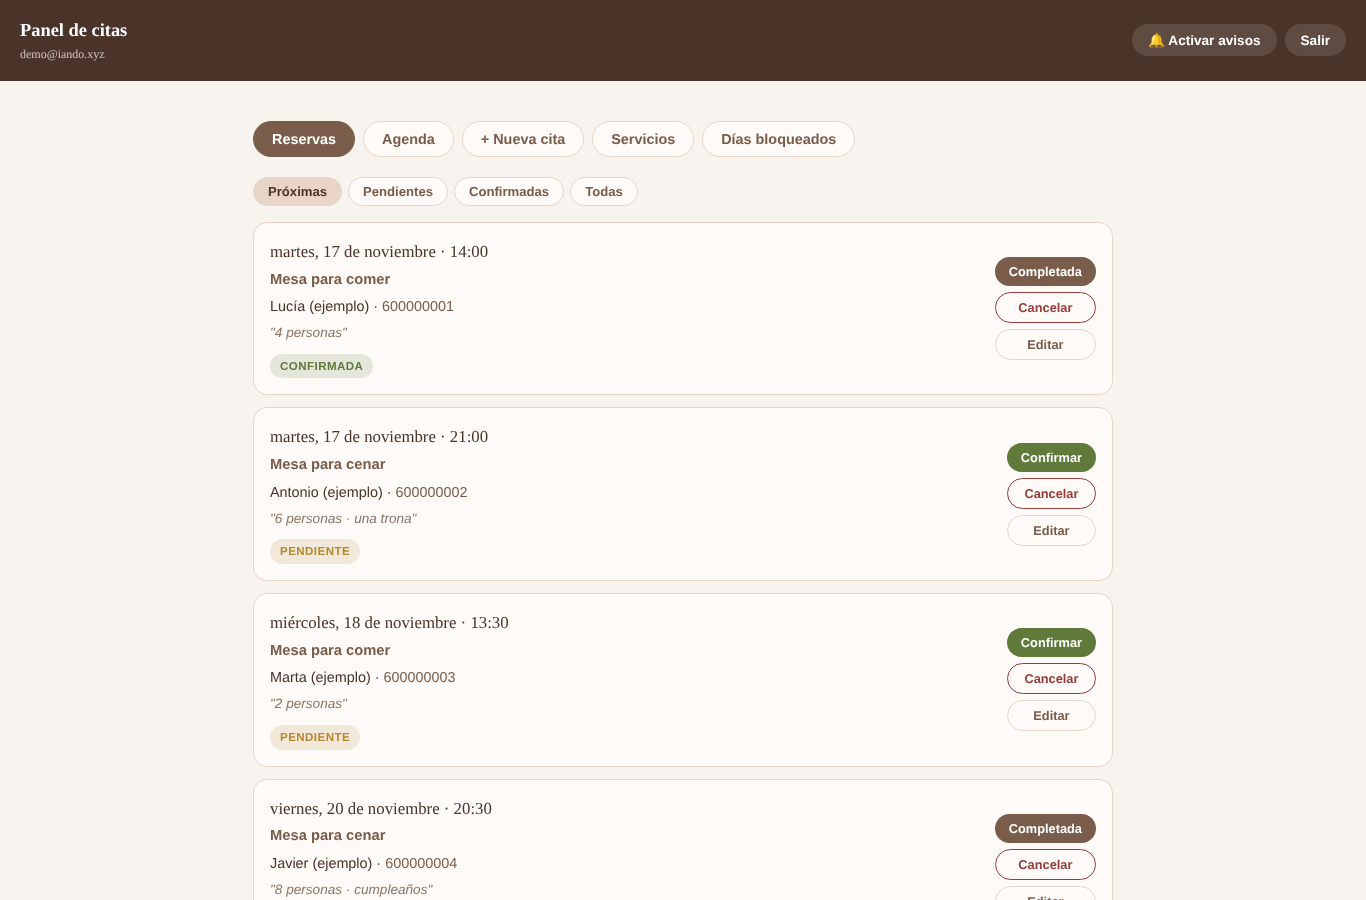 Panel de citas
demo@iando.xyz
🔔 Activar avisos
Salir
Reservas
Agenda
+ Nueva cita
Servicios
Días bloqueados
Próximas
Pendientes
Confirmadas
Todas
martes, 17 de noviembre · 14:00
Mesa para comer
Lucía (ejemplo) · 600000001
"4 personas"
CONFIRMADA
Completada
Cancelar
Editar
martes, 17 de noviembre · 21:00
Mesa para cenar
Antonio (ejemplo) · 600000002
"6 personas · una trona"
PENDIENTE
Confirmar
Cancelar
Editar
miércoles, 18 de noviembre · 13:30
Mesa para comer
Marta (ejemplo) · 600000003
"2 personas"
PENDIENTE
Confirmar
Cancelar
Editar
viernes, 20 de noviembre · 20:30
Mesa para cenar
Javier (ejemplo) · 600000004
"8 personas · cumpleaños"
Completada
Cancelar
Editar